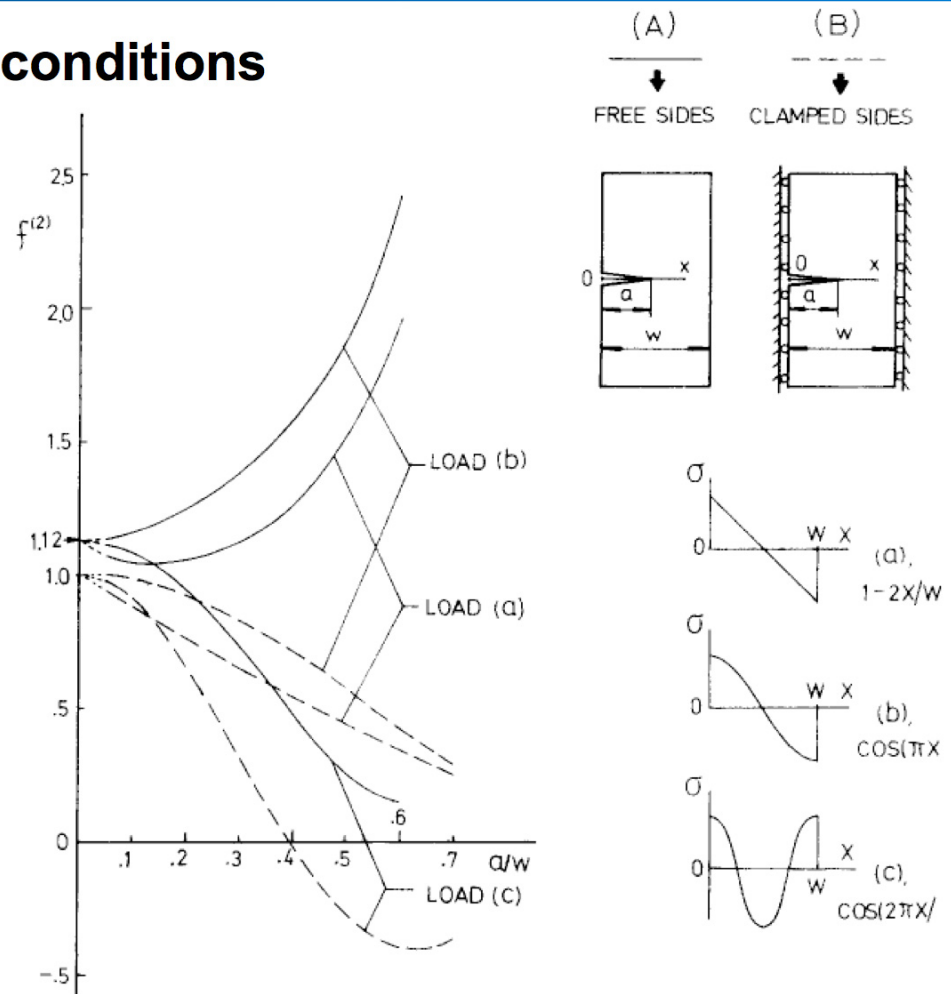 conditions
(A)
(B)
FREE SIDES
CLAMPED SIDES
0
x
a
w
0
x
a
w
f(2)
2,5
2,0
1.5
1,12
1.0
.5
0
-.5
.1
.2
.3
.4
.5
.6
.7
a/w
LOAD (b)
LOAD (a)
LOAD (c)
σ
0
W X
(a),
1-2X/W
σ
0
W X
(b),
COS(πX
σ
0
X
W
(c),
COS(2πX/